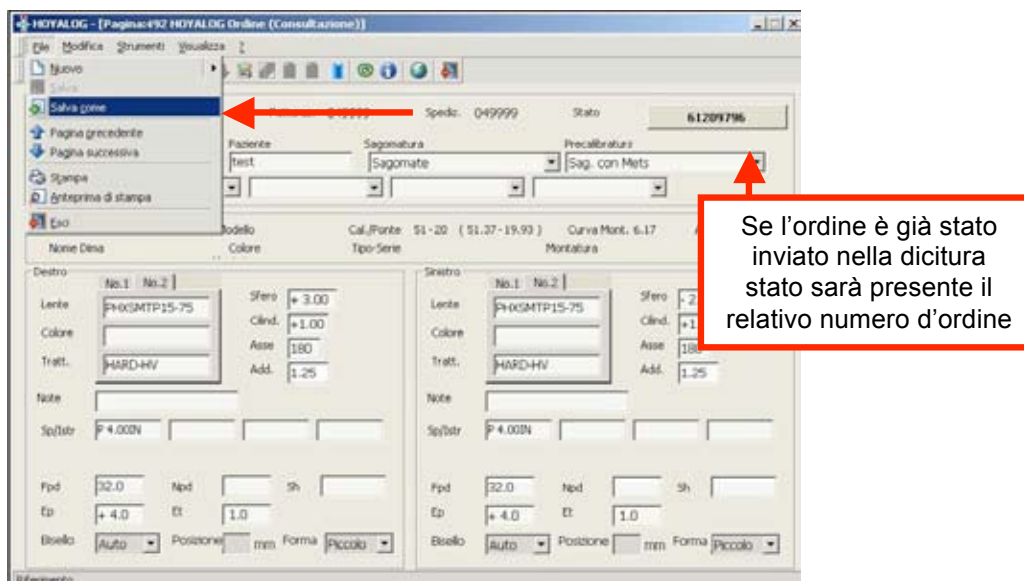 HOYALOG - [Pagina:492 HOYALOG Ordine (Consultazione)]
File Modifica Strumenti Visualizza ?
Nuovo
Salva
Salva come
Pagina precedente
Pagina successiva
Stampa
Anteprima di stampa
Esci
Spediz. 049999 Stato 61209796
Paziente Sagomatura Precalibratura
test Sagomate Sag. con Mets
Modello Cal./Ponte 51-20 ( 51.37-19.93 ) Curva Mont. 6.17
Nome Dima Colore Tipo-Serie Montatura
Se l'ordine è già stato
inviato nella dicitura
stato sarà presente il
relativo numero d'ordine
Destro
No.1 No.2
Lente PHXSMTP15-75 Sfero + 3.00
Colore Cilind. +1.00
Asse 180
Tratt. HARD-HV Add. 1.25
Note
Sp/Istr P 4.00IN
Fpd 32.0 Npd Sh
Ep + 4.0 Et 1.0
Bisello Auto Posizione mm Forma Piccolo
Sinistro
No.1 No.2
Lente PHXSMTP15-75 Sfero
Colore Cilind.
Asse
Tratt. HARD-HV Add. 1.25
Note
Sp/Istr P 4.00IN
Fpd 32.0 Npd Sh
Ep + 4.0 Et 1.0
Bisello Auto Posizione mm Forma Piccolo
Riferimento